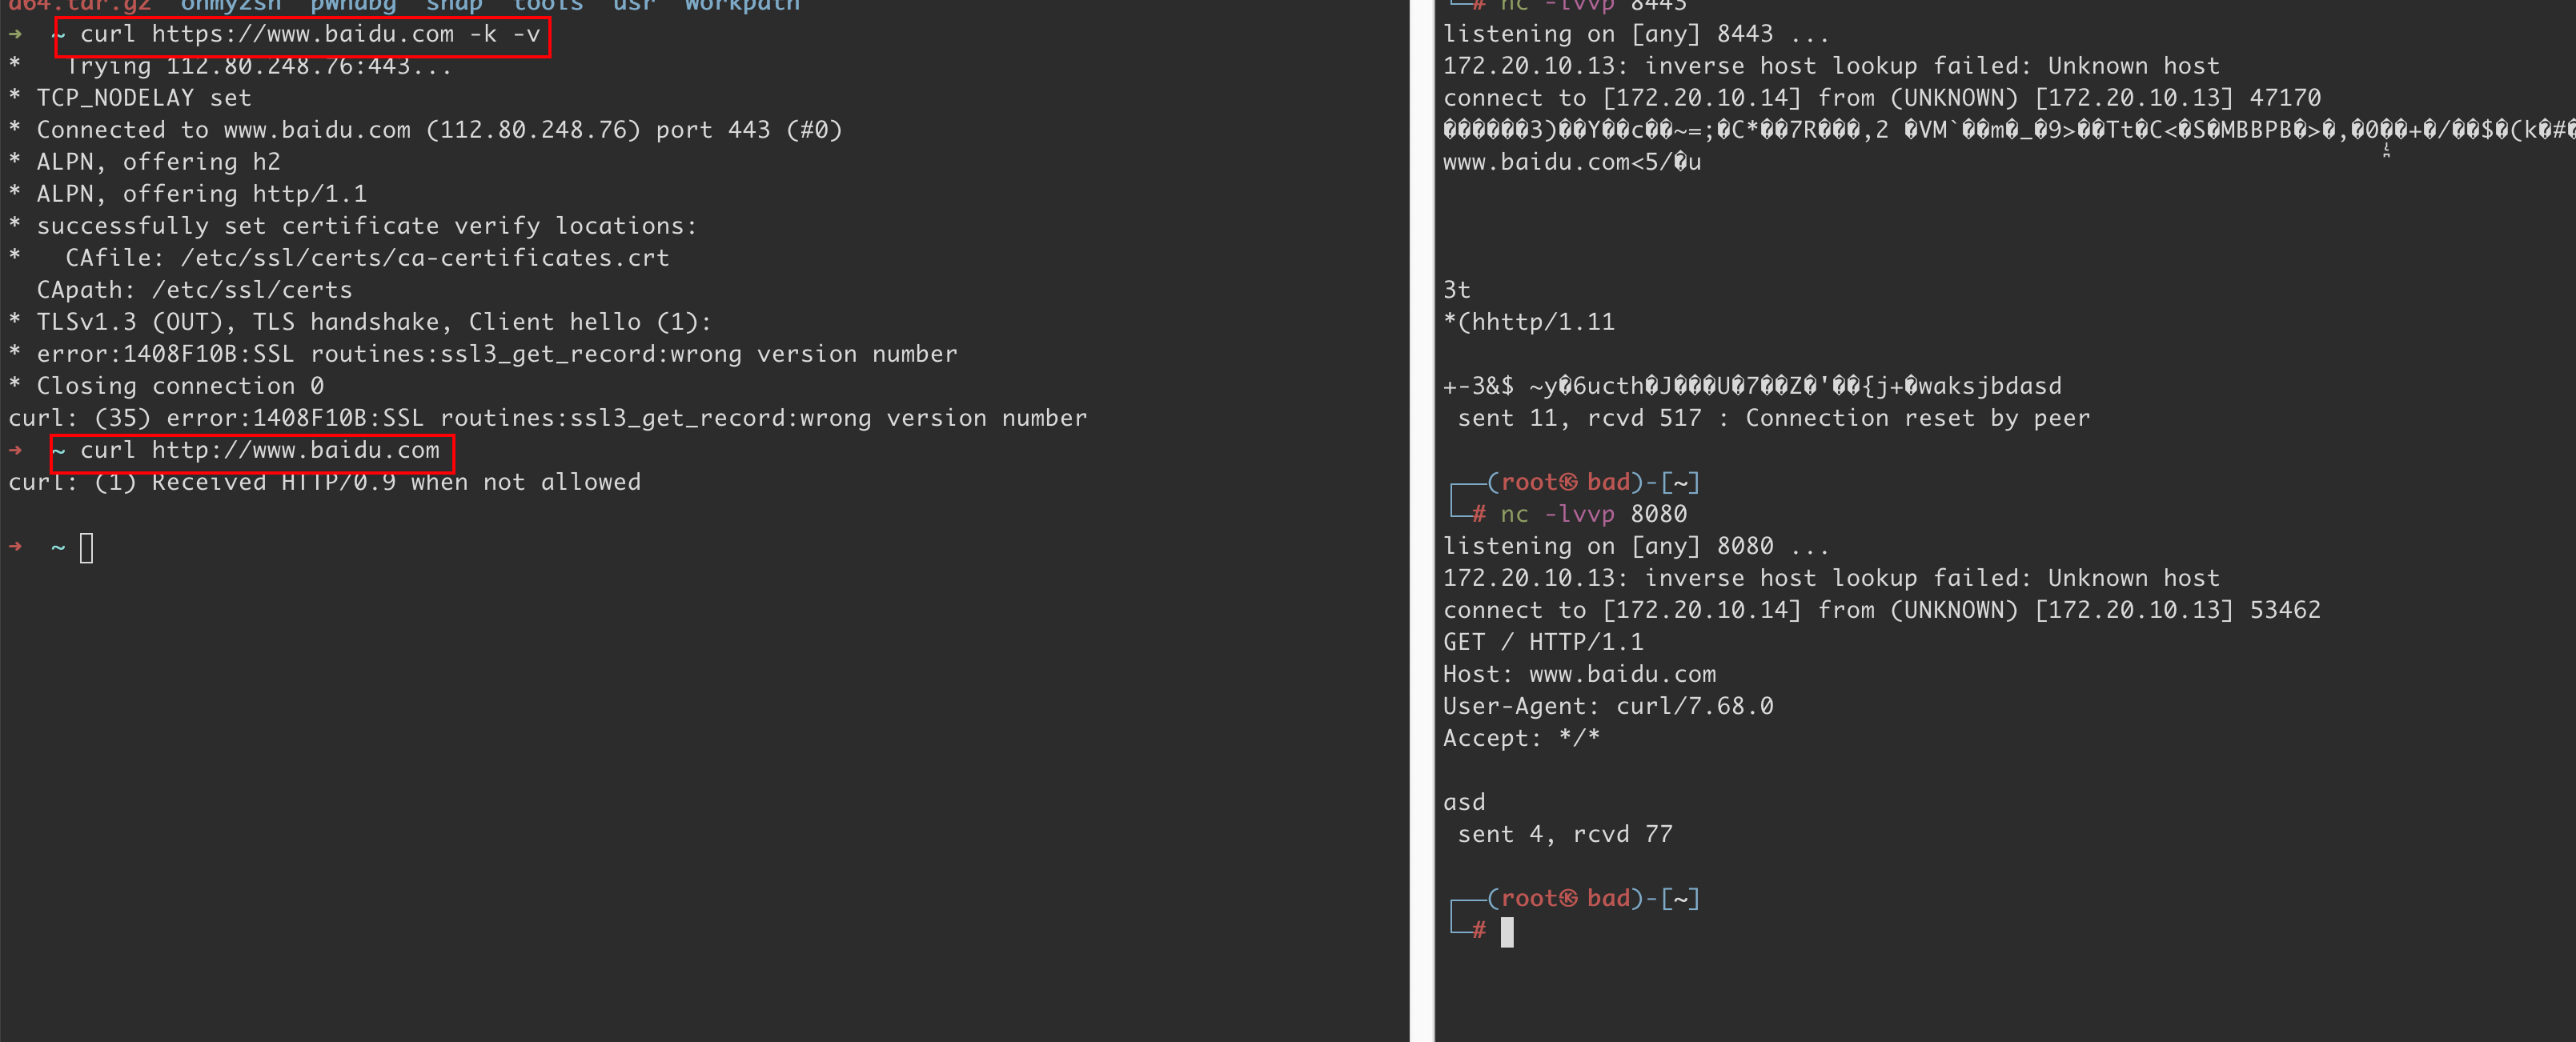 a64.tar.gz  ohmyzsh  pwndbg  snap  tools  usr  Workpath
➜  ~ curl https://www.baidu.com -k -v
*   Trying 112.80.248.76:443...
* TCP_NODELAY set
* Connected to www.baidu.com (112.80.248.76) port 443 (#0)
* ALPN, offering h2
* ALPN, offering http/1.1
* successfully set certificate verify locations:
*   CAfile: /etc/ssl/certs/ca-certificates.crt
  CApath: /etc/ssl/certs
* TLSv1.3 (OUT), TLS handshake, Client hello (1):
* error:1408F10B:SSL routines:ssl3_get_record:wrong version number
* Closing connection 0
curl: (35) error:1408F10B:SSL routines:ssl3_get_record:wrong version number
➜  ~ curl http://www.baidu.com
curl: (1) Received HTTP/0.9 when not allowed
➜  ~
└─# nc -lvvp 8443
listening on [any] 8443 ...
172.20.10.13: inverse host lookup failed: Unknown host
connect to [172.20.10.14] from (UNKNOWN) [172.20.10.13] 47170
������3)��Y��c��~=;�C*��7R���,2 �VM`��m�_�9>��Tt�C<�S�MBBPB�>�,�0��+�/��$�(k�#�
www.baidu.com<5/�u
3t
*(hhttp/1.11
+-3&$ ~y�6ucth�J���U�7��Z�'��{j+�waksjbdasd
 sent 11, rcvd 517 : Connection reset by peer
┌──(root㉿ bad)-[~]
└─# nc -lvvp 8080
listening on [any] 8080 ...
172.20.10.13: inverse host lookup failed: Unknown host
connect to [172.20.10.14] from (UNKNOWN) [172.20.10.13] 53462
GET / HTTP/1.1
Host: www.baidu.com
User-Agent: curl/7.68.0
Accept: */*
asd
 sent 4, rcvd 77
┌──(root㉿ bad)-[~]
└─#